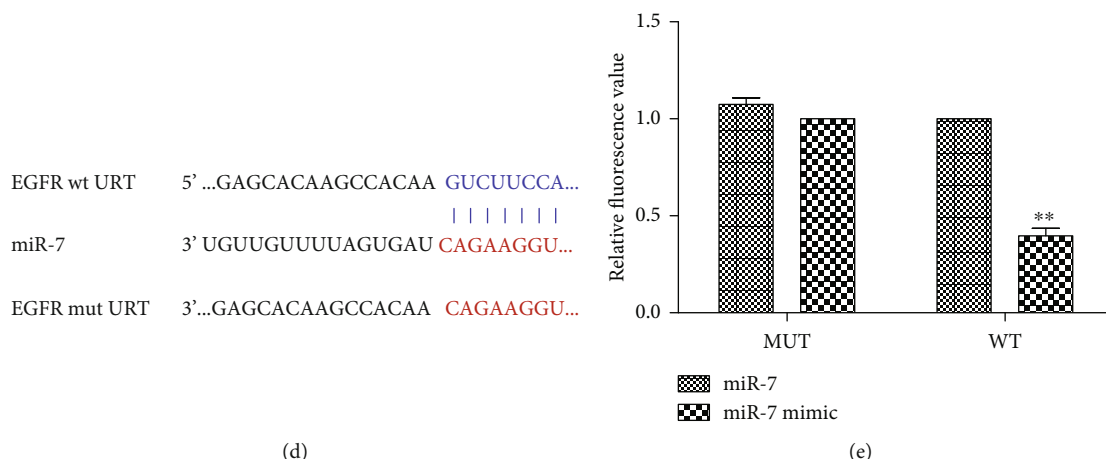 EGFR wt URT 5’ ...GAGCACAAGCCACAA GUCUUCCA...
miR-7 3’ UGUUGUUUUAGUGAU CAGAAGGU...
EGFR mut URT 3’...GAGCACAAGCCACAA CAGAAGGU...
(d)
Relative fluorescence value
1.5
1.0
0.5
0.0
**
MUT WT
miR-7
miR-7 mimic
(e)